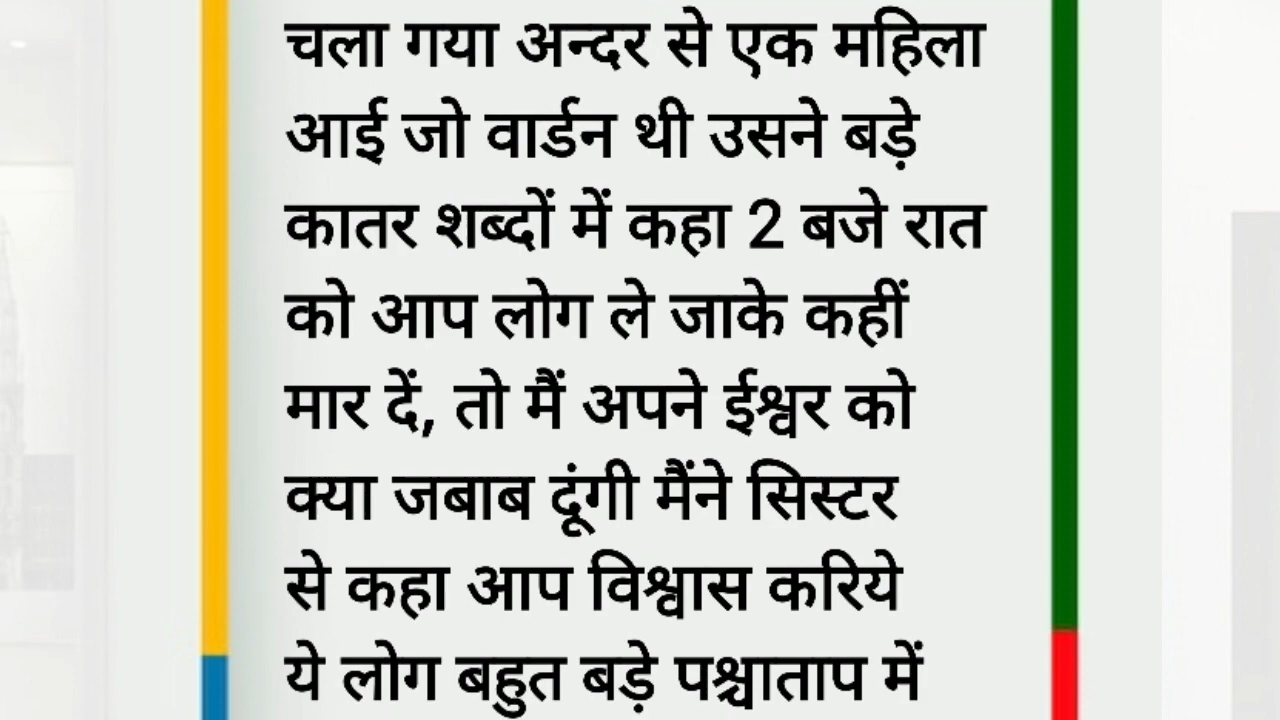 चला गया अन्दर से एक महिला
आई जो वार्डन थी उसने बड़े
कातर शब्दों में कहा 2 बजे रात
को आप लोग ले जाके कहीं
मार दें, तो मैं अपने ईश्वर को
क्या जबाब दूंगी मैंने सिस्टर
से कहा आप विश्वास करिये
ये लोग बहुत बड़े पश्चाताप में